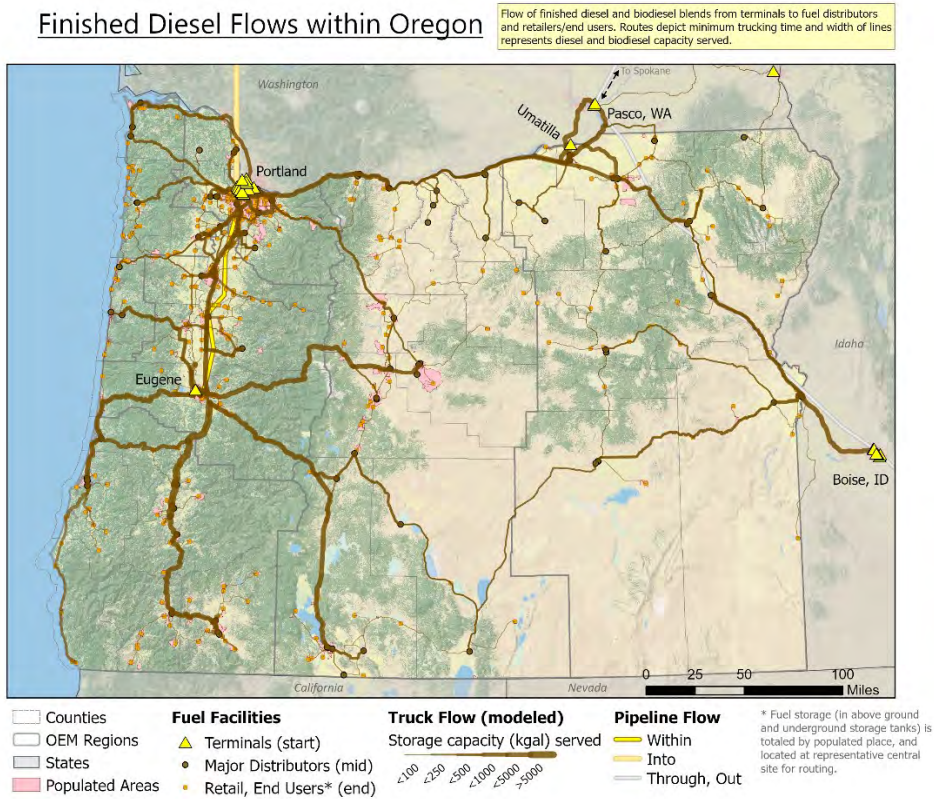 Finished Diesel Flows within Oregon
Flow of finished diesel and biodiesel blends from terminals to fuel distributors
and retailers/end users. Routes depict minimum trucking time and width of lines
represents diesel and biodiesel capacity served.
Washington
To Spokane
Pasco, WA
Umatilla
Portland
Idaho
Eugene
Boise, ID
California
Nevada
0 25 50 100
Miles
Counties
OEM Regions
States
Populated Areas
Fuel Facilities
Terminals (start)
Major Distributors (mid)
Retail, End Users* (end)
Truck Flow (modeled)
Storage capacity (kgal) served
<100 <250 <500 <1000 <5000 >5000
Pipeline Flow
Within
Into
Through, Out
* Fuel storage (in above ground
and underground storage tanks) is
totaled by populated place, and
located at representative central
site for routing.